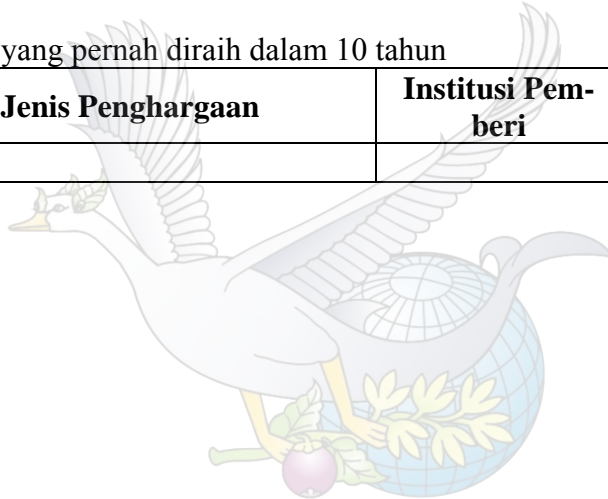 yang pernah diraih dalam 10 tahun
Jenis Penghargaan
Institusi Pem-
beri